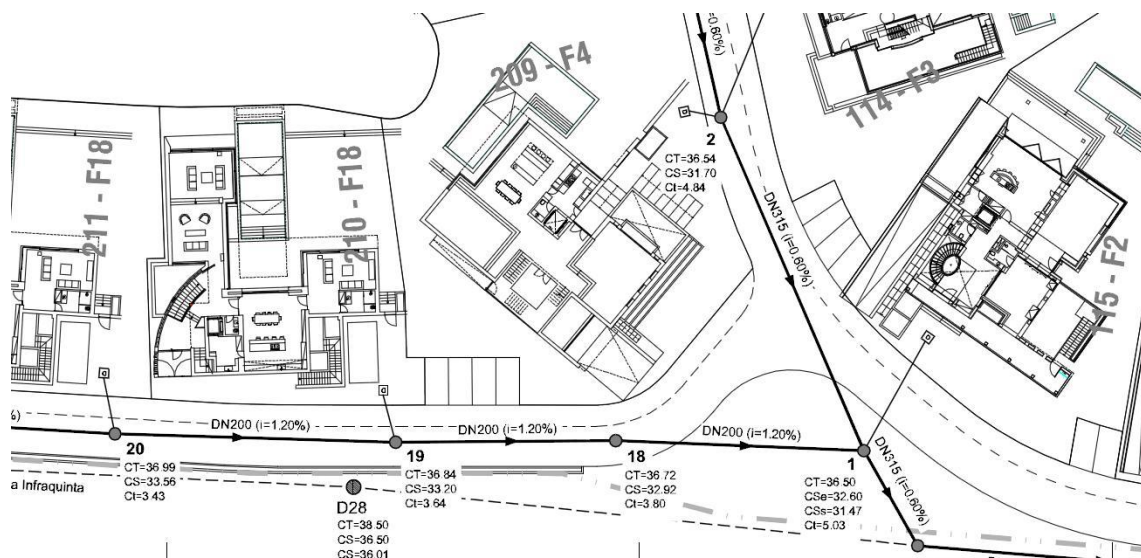 (i=0.60%)
209 - F4
114 - F3
2
CT=36.54
CS=31.70
Ct=4.84
211 - F18
210 - F18
DN315 (i=0.60%)
115 - F2
%)
DN200 (i=1.20%)
DN200 (i=1.20%)
DN200 (i=1.20%)
DN315 (i=0.60%)
20
CT=36.99
CS=33.56
Ct=3.43
19
CT=36.84
CS=33.20
Ct=3.64
18
CT=36.72
CS=32.92
Ct=3.80
1
CT=36.50
CSe=32.60
CSs=31.47
Ct=5.03
a Infraquinta
D28
CT=38.50
CS=36.50
CS=36.01